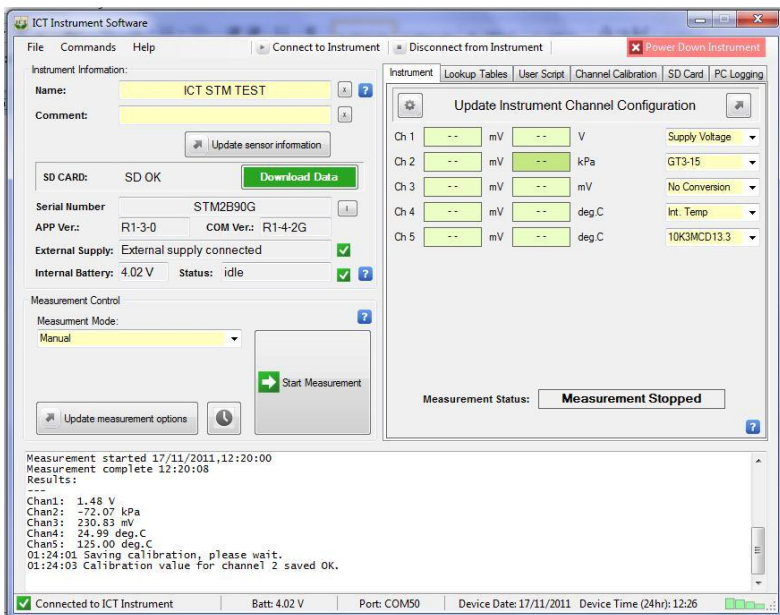 ICT Instrument Software
File Commands Help
Connect to Instrument
Disconnect from Instrument
Power Down Instrument
Instrument Information:
Name: ICT STM TEST x ?
Comment: x
Update sensor information
SD CARD: SD OK Download Data
Serial Number STM2B90G i
APP Ver.: R1-3-0 COM Ver.: R1-4-2G
External Supply: External supply connected
Internal Battery: 4.02 V Status: idle ?
Measurement Control
Measurment Mode: ?
Manual
Start Measurement
Update measurement options
Instrument Lookup Tables User Script Channel Calibration SD Card PC Logging
Update Instrument Channel Configuration
Ch 1 -- mV -- V Supply Voltage
Ch 2 -- mV -- kPa GT3-15
Ch 3 -- mV -- mV No Conversion
Ch 4 -- mV -- deg.C Int. Temp
Ch 5 -- mV -- deg.C 10K3MCD13.3
Measurement Status: Measurement Stopped
?
Measurement started 17/11/2011,12:20:00
Measurement complete 12:20:08
Results:
---
Chan1: 1.48 V
Chan2: -72.07 kPa
Chan3: 230.83 mV
Chan4: 24.99 deg.C
Chan5: 125.00 deg.C
01:24:01 Saving calibration, please wait.
01:24:03 Calibration value for channel 2 saved OK.
Connected to ICT Instrument Batt: 4.02 V Port: COM50 Device Date: 17/11/2011 Device Time (24hr): 12:26